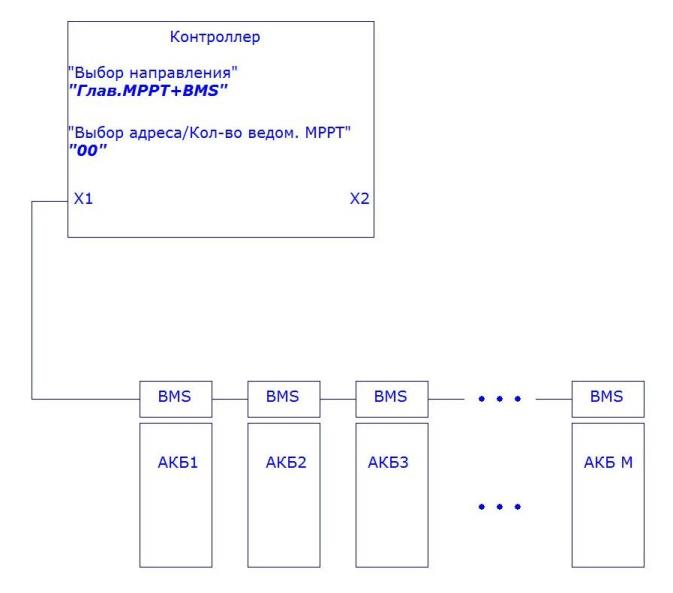 Контроллер
"Выбор направления"
"Глав.МРРТ+BMS"
"Выбор адреса/Кол-во ведом. МРРТ"
"00"
X1 X2
BMS BMS BMS BMS
АКБ1 АКБ2 АКБ3 АКБ М